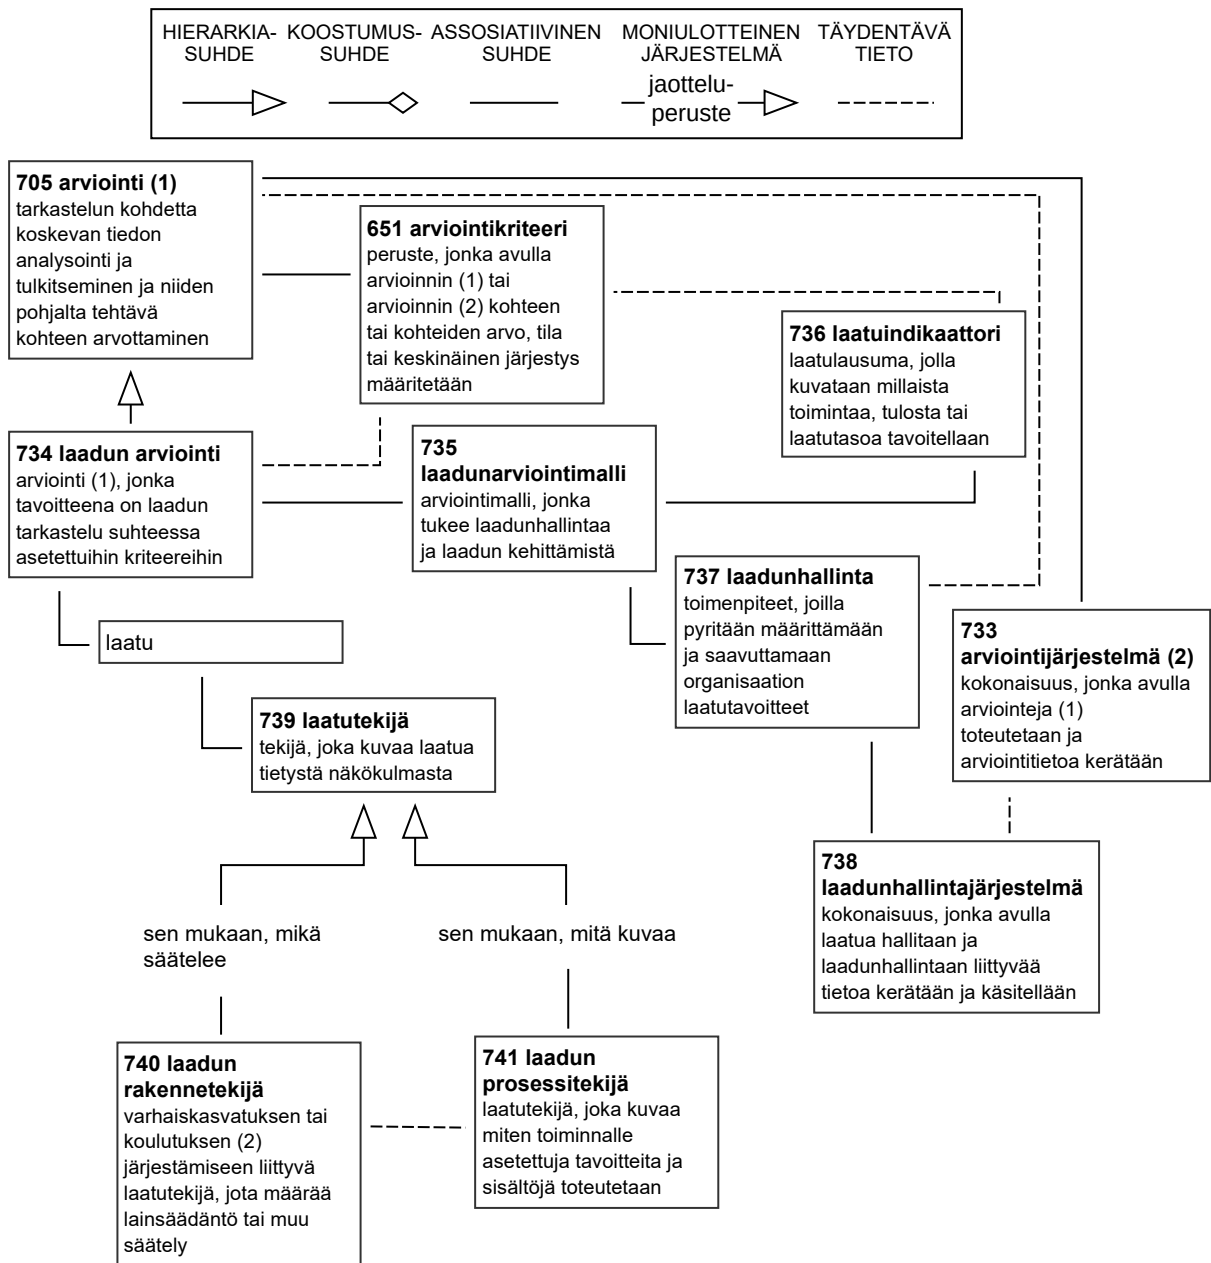 HIERARKIA-
SUHDE
KOOSTUMUS-
SUHDE
ASSOSIATIIVINEN
SUHDE
MONIULOTTEINEN
JÄRJESTELMÄ
TÄYDENTÄVÄ
TIETO
jaottelu-
peruste
705 arviointi (1)
tarkastelun kohdetta
koskevan tiedon
analysointi ja
tulkitseminen ja niiden
pohjalta tehtävä
kohteen arvottaminen
651 arviointikriteeri
peruste, jonka avulla
arvioinnin (1) tai
arvioinnin (2) kohteen
tai kohteiden arvo, tila
tai keskinäinen järjestys
määritetään
736 laatuindikaattori
laatulausuma, jolla
kuvataan millaista
toimintaa, tulosta tai
laatutasoa tavoitellaan
734 laadun arviointi
arviointi (1), jonka
tavoitteena on laadun
tarkastelu suhteessa
asetettuihin kriteereihin
735
laadunarviointimalli
arviointimalli, jonka
tukee laadunhallintaa
ja laadun kehittämistä
737 laadunhallinta
toimenpiteet, joilla
pyritään määrittämään
ja saavuttamaan
organisaation
laatutavoitteet
733
arviointijärjestelmä (2)
kokonaisuus, jonka avulla
arviointeja (1)
toteutetaan ja
arviointitietoa kerätään
laatu
739 laatutekijä
tekijä, joka kuvaa laatua
tietystä näkökulmasta
738
laadunhallintajärjestelmä
kokonaisuus, jonka avulla
laatua hallitaan ja
laadunhallintaan liittyvää
tietoa kerätään ja käsitellään
sen mukaan, mikä
säätelee
sen mukaan, mitä kuvaa
740 laadun
rakennetekijä
varhaiskasvatuksen tai
koulutuksen (2)
järjestämiseen liittyvä
laatutekijä, jota määrää
lainsäädäntö tai muu
säätely
741 laadun
prosessitekijä
laatutekijä, joka kuvaa
miten toiminnalle
asetettuja tavoitteita ja
sisältöjä toteutetaan